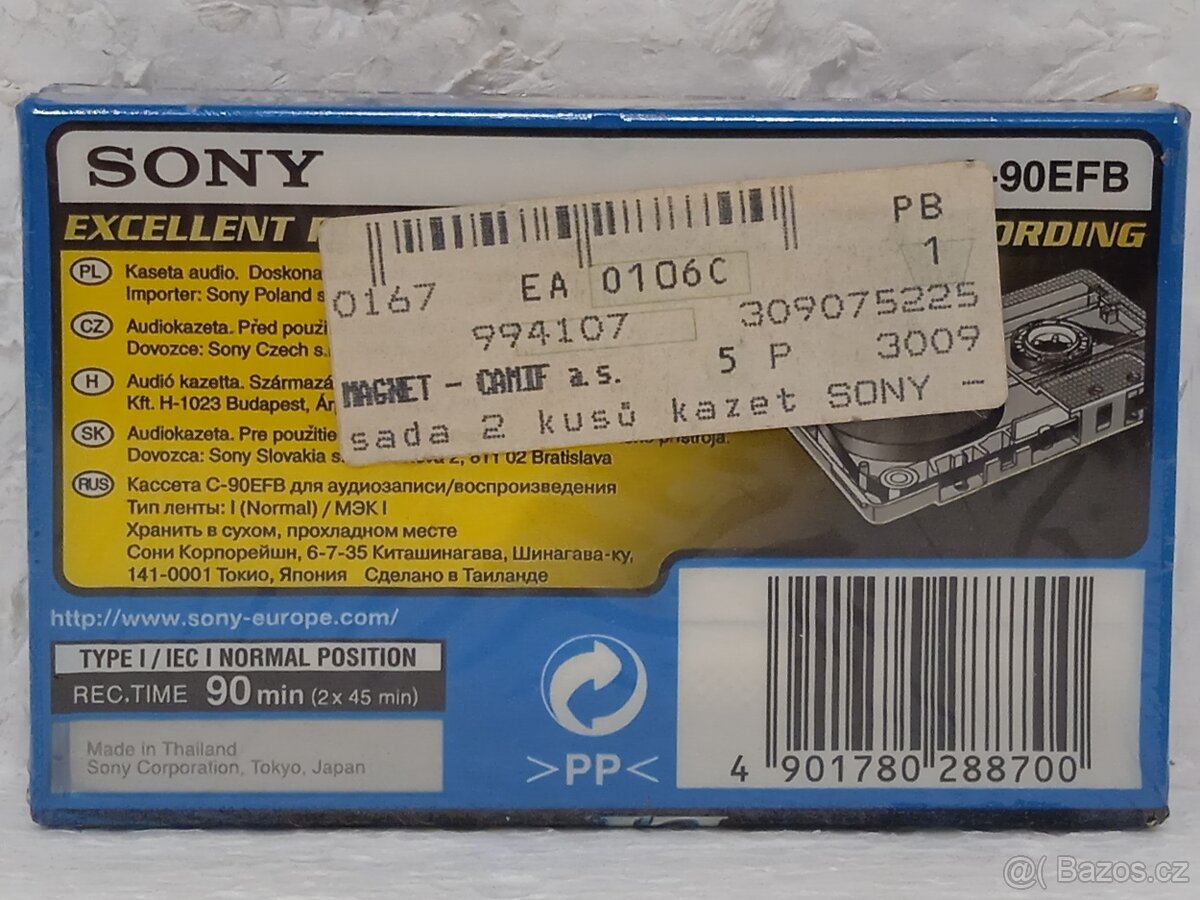 SONY
-90EFB
EXCELLENT
ORDING
PL Kaseta audio. Doskona
Importer: Sony Poland s
CZ Audiokazeta. Před použi
Dovozce: Sony Czech s.
H Audió kazetta. Származá
Kft. H-1023 Budapest, Ár
SK Audiokazeta. Pre použitie
prístroja.
Dovozca: Sony Slovakia s. 2, 811 02 Bratislava
RUS Кассета C-90EFB для аудиозаписи/воспроизведения
Тип ленты: I (Normal) / МЭК I
Хранить в сухом, прохладном месте
Сони Корпорейшн, 6-7-35 Киташинагава, Шинагава-ку,
141-0001 Токио, Япония Сделано в Таиланде
PB
1
0167 EA 0106C
994107 309075225
5 P 3009
MAGNET - CAMIF a.s.
sada 2 kusů kazet SONY -
http://www.sony-europe.com/
TYPE I / IEC I NORMAL POSITION
REC.TIME 90 min (2 x 45 min)
Made in Thailand
Sony Corporation, Tokyo, Japan
>PP<
4 901780 288700
@( Bazos.cz